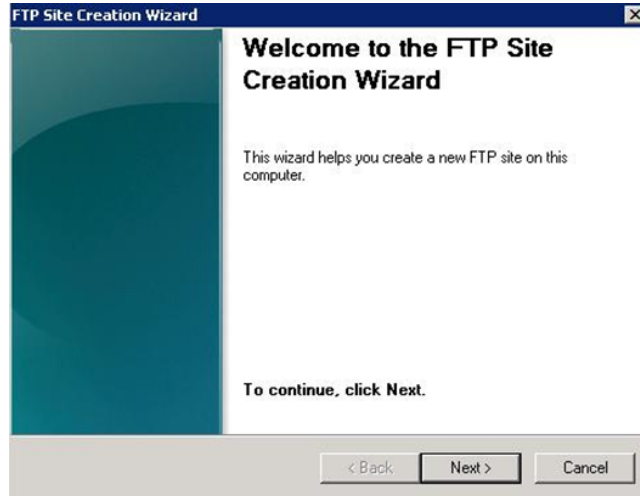 FTP Site Creation Wizard
Welcome to the FTP Site
Creation Wizard
This wizard helps you create a new FTP site on this
computer.
To continue, click Next.
< Back
Next >
Cancel